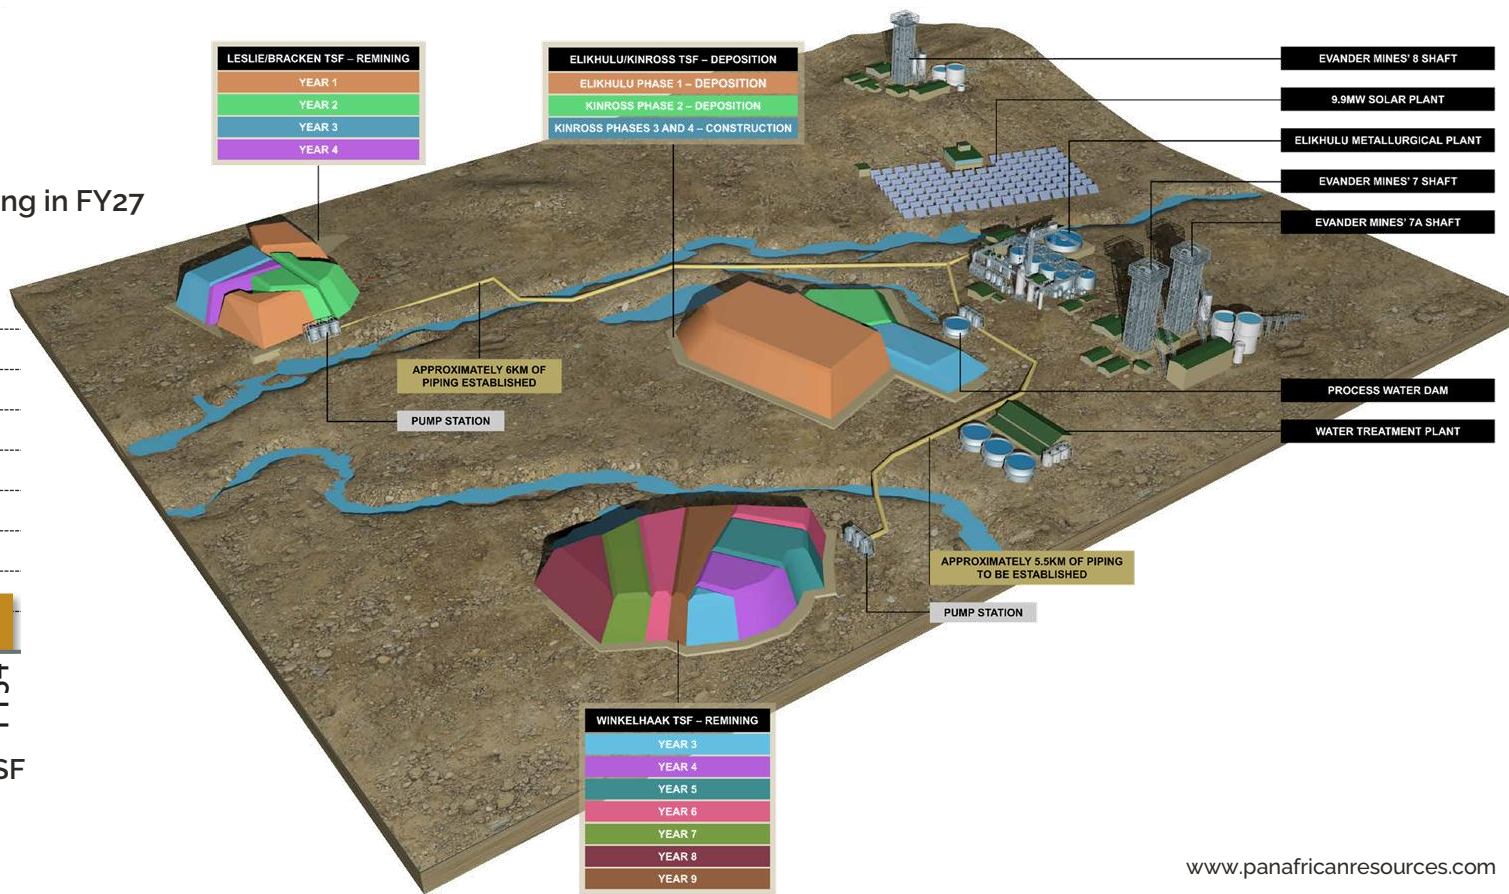 LESLIE/BRACKEN TSF – REMINING
YEAR 1
YEAR 2
YEAR 3
YEAR 4
ELIKHULU/KINROSS TSF – DEPOSITION
ELIKHULU PHASE 1 – DEPOSITION
KINROSS PHASE 2 – DEPOSITION
KINROSS PHASES 3 AND 4 – CONSTRUCTION
EVANDER MINES' 8 SHAFT
9.9MW SOLAR PLANT
ELIKHULU METALLURGICAL PLANT
EVANDER MINES' 7 SHAFT
EVANDER MINES' 7A SHAFT
ng in FY27
APPROXIMATELY 6KM OF
PIPING ESTABLISHED
PUMP STATION
PROCESS WATER DAM
WATER TREATMENT PLANT
APPROXIMATELY 5.5KM OF PIPING
TO BE ESTABLISHED
PUMP STATION
SF
WINKELHAAK TSF – REMINING
YEAR 3
YEAR 4
YEAR 5
YEAR 6
YEAR 7
YEAR 8
YEAR 9
www.panafricanresources.com